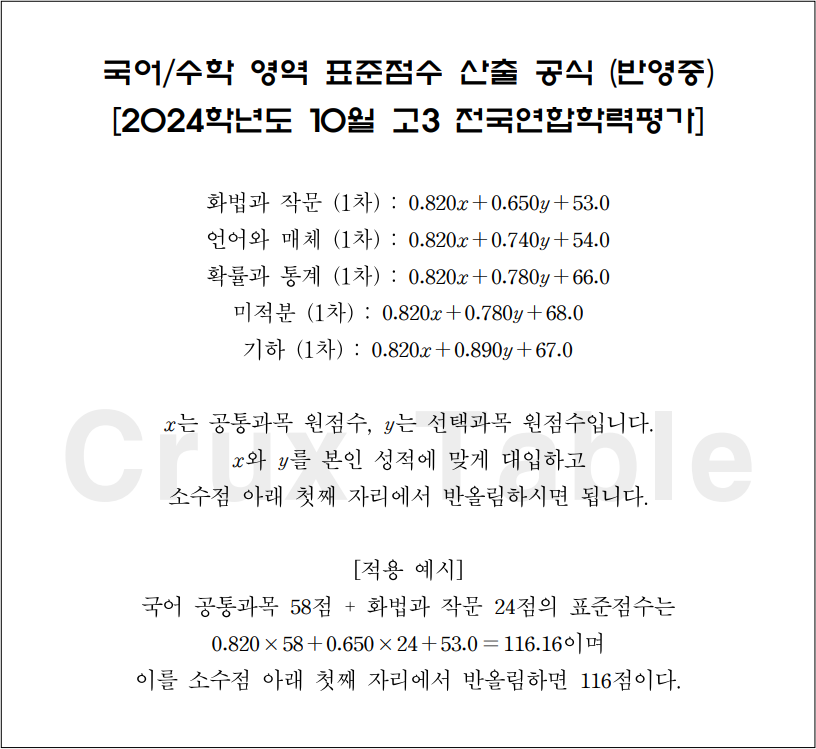 국어/수학 영역 표준점수 산출 공식 (반영중)
[2024학년도 10월 고3 전국연합학력평가]
화법과 작문 (1차) : 0.820x+0.650y+53.0
언어와 매체 (1차) : 0.820x+0.740y+54.0
확률과 통계 (1차) : 0.820x+0.780y+66.0
미적분 (1차) : 0.820x+0.780y+68.0
기하 (1차) : 0.820x+0.890y+67.0
Crux Table
x는 공통과목 원점수, y는 선택과목 원점수입니다.
x와 y를 본인 성적에 맞게 대입하고
소수점 아래 첫째 자리에서 반올림하시면 됩니다.
[적용 예시]
국어 공통과목 58점 + 화법과 작문 24점의 표준점수는
0.820×58+0.650×24+53.0=116.16이며
이를 소수점 아래 첫째 자리에서 반올림하면 116점이다.